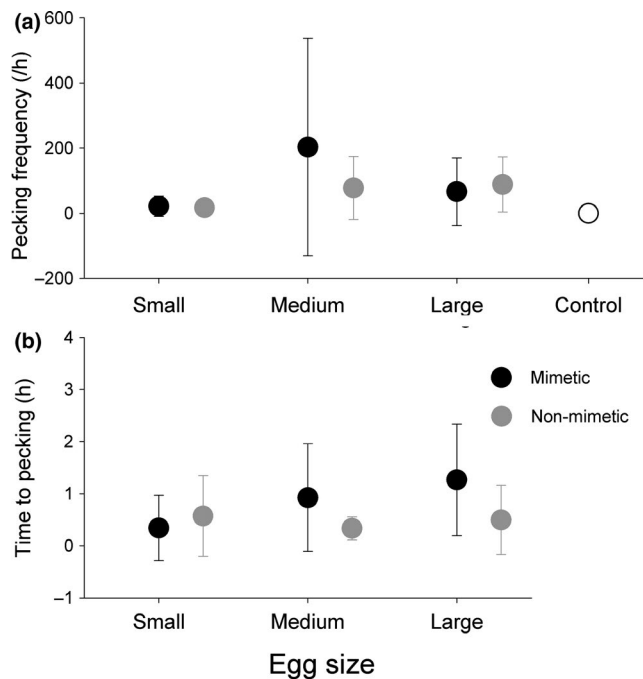 (a)
Pecking frequency (/h)
600
400
200
0
–200
Small Medium Large Control
(b)
Time to pecking (h)
4
3
2
1
0
–1
Mimetic
Non-mimetic
Small Medium Large
Egg size